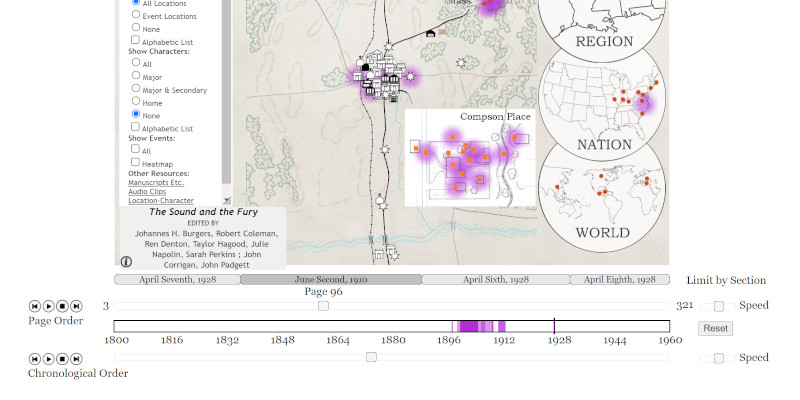 All Locations
Event Locations
None
Alphabetic List
Show Characters:
All
Major
Major & Secondary
Home
None
Alphabetic List
Show Events:
All
Heatmap
Other Resources:
Manuscripts Etc.
Audio Clips
Location-Character
The Sound and the Fury
EDITED BY
Johannes H. Burgers, Robert Coleman,
Ren Denton, Taylor Hagood, Julie
Napolin, Sarah Perkins ; John
Corrigan, John Padgett
Mass.
Compson Place
REGION
NATION
WORLD
April Seventh, 1928 June Second, 1910 April Sixth, 1928 April Eighth, 1928 Limit by Section
Page 96
3 321 Speed
Page Order
Reset
1800 1816 1832 1848 1864 1880 1896 1912 1928 1944 1960
Speed
Chronological Order